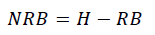 NRB = H − RB